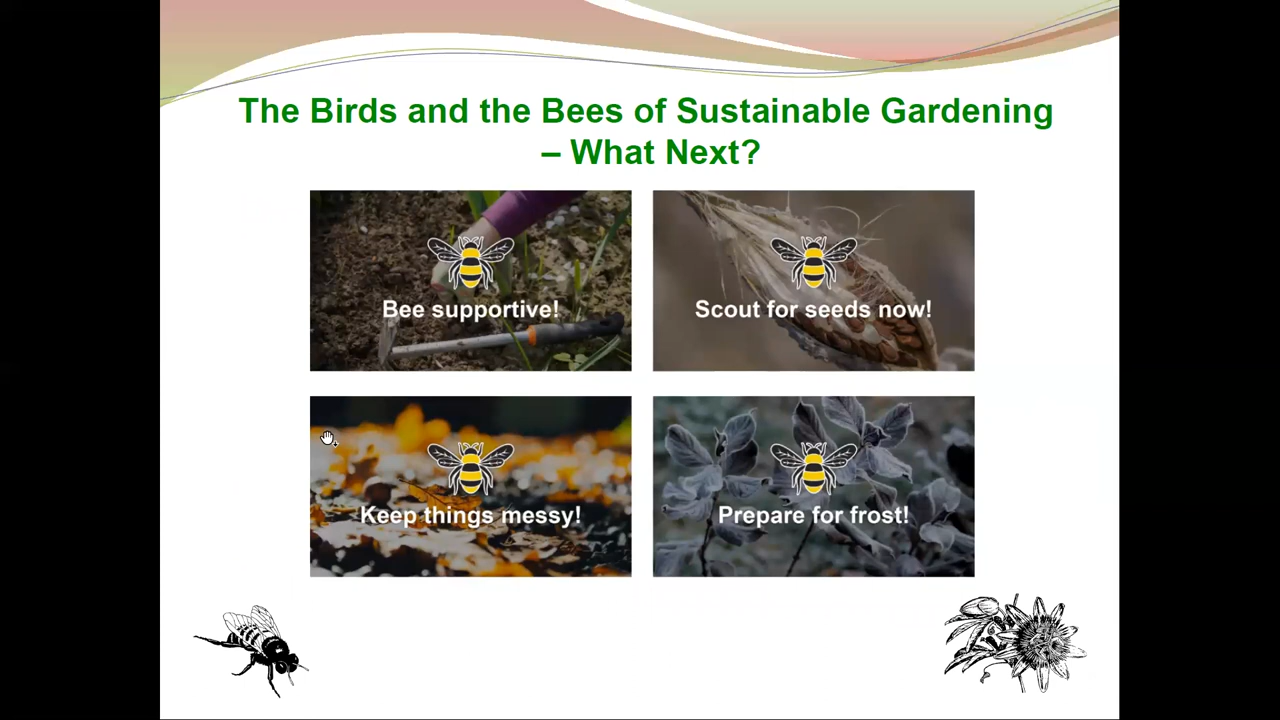 The Birds and the Bees of Sustainable Gardening
– What Next?
Bee supportive!
Scout for seeds now!
Keep things messy!
Prepare for frost!